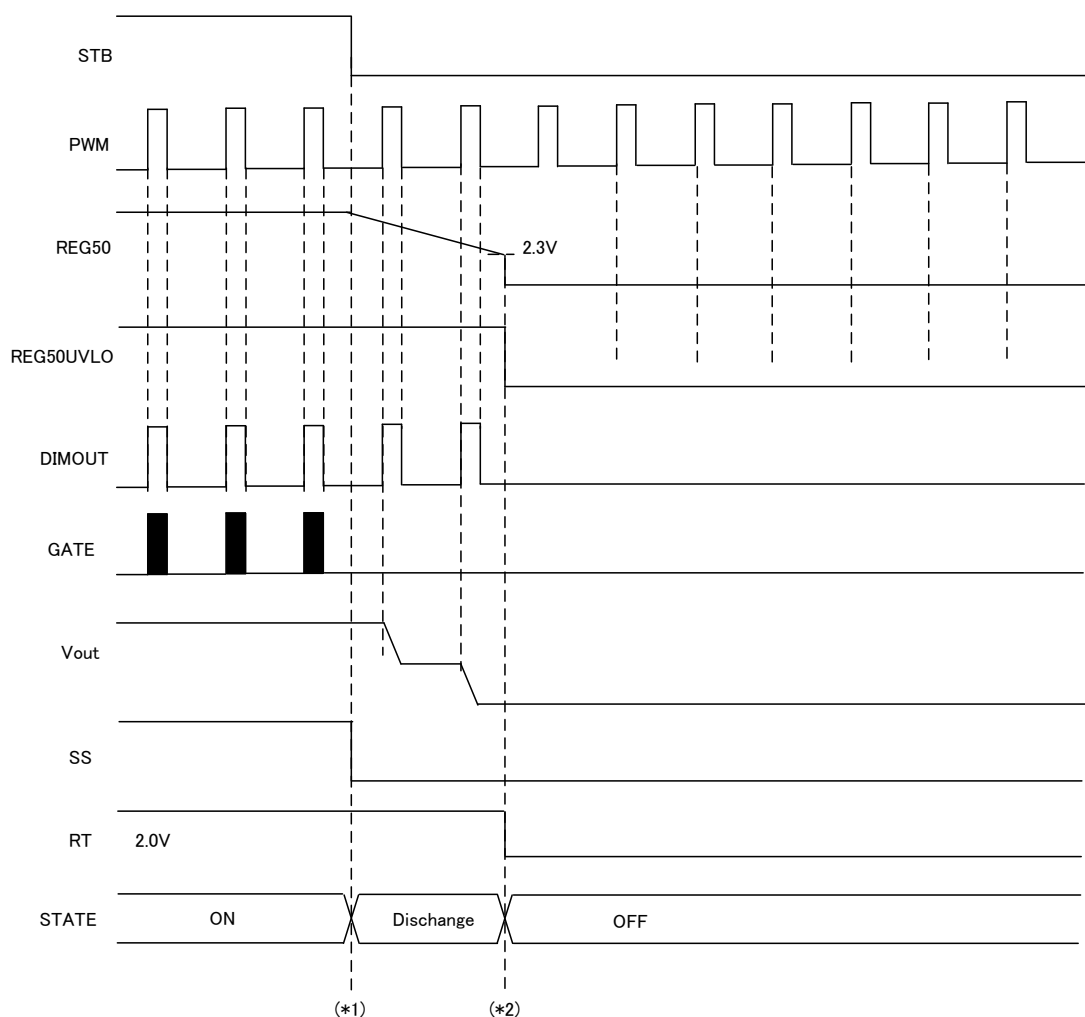 STB
PWM
REG50
2.3V
REG50UVLO
DIMOUT
GATE
Vout
SS
RT
2.0V
STATE
ON
Dischange
OFF
(*1)
(*2)